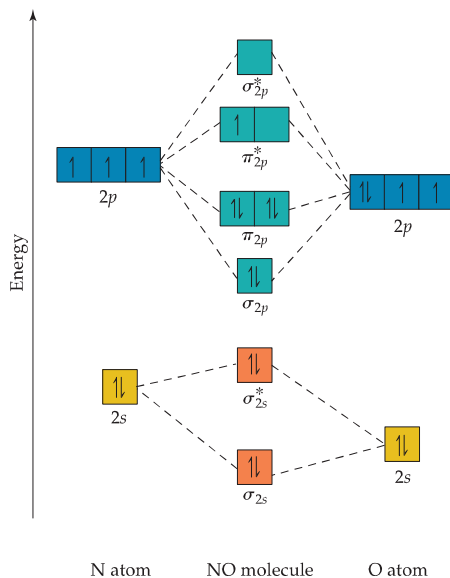 σ*2p
π*2p
2p
2p
π2p
σ2p
Energy
σ*2s
2s
2s
σ2s
N atom NO molecule O atom